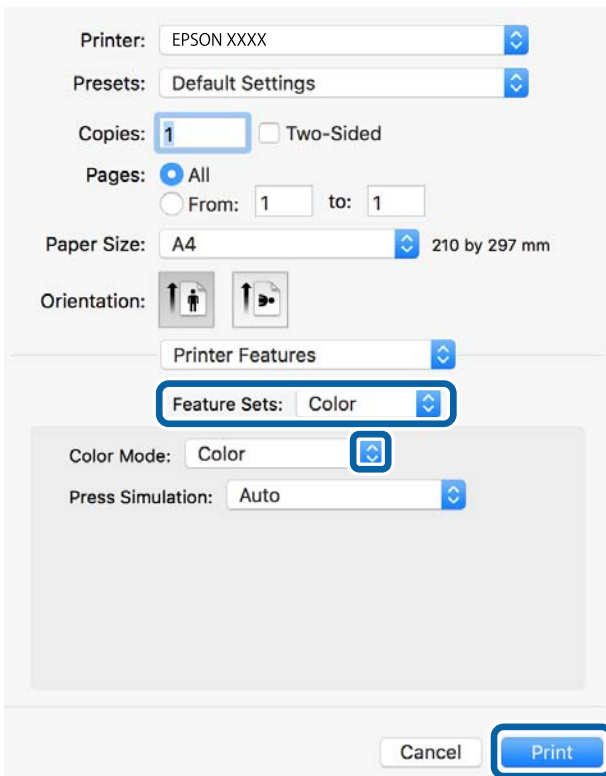 Printer: EPSON XXXX
Presets: Default Settings
Copies: 1 Two-Sided
Pages: All
From: 1 to: 1
Paper Size: A4 210 by 297 mm
Orientation:
Printer Features
Feature Sets: Color
Color Mode: Color
Press Simulation: Auto
Cancel Print